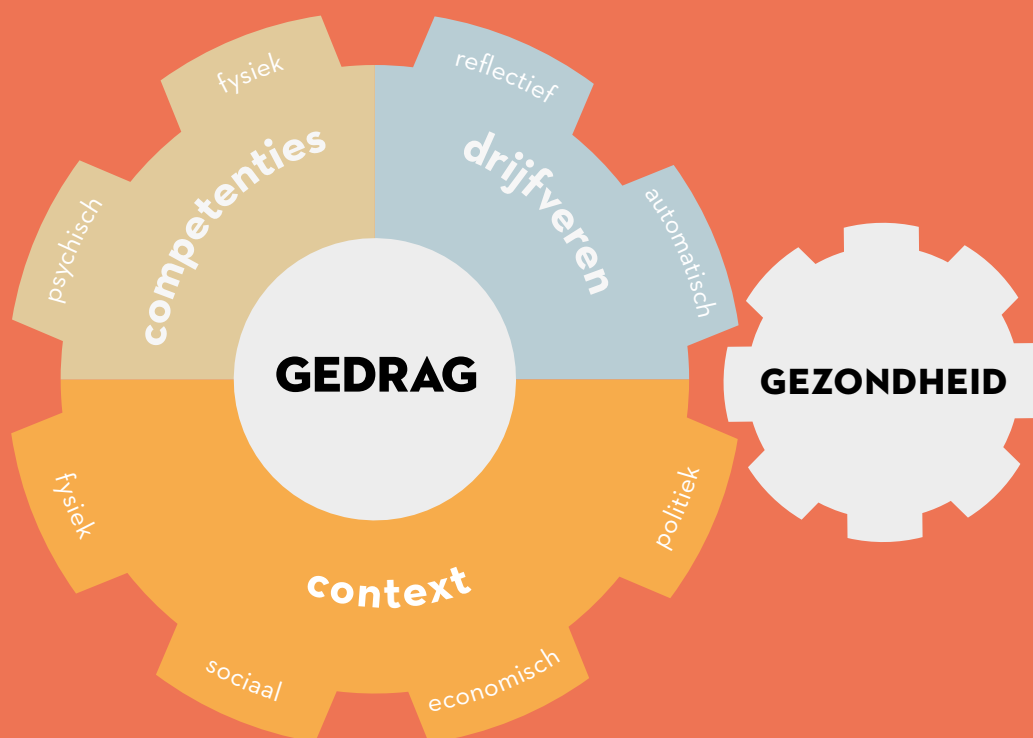 fysiek
reflectief
competenties
drijfveren
psychisch
automatisch
GEDRAG
GEZONDHEID
fysiek
politiek
context
sociaal
economisch